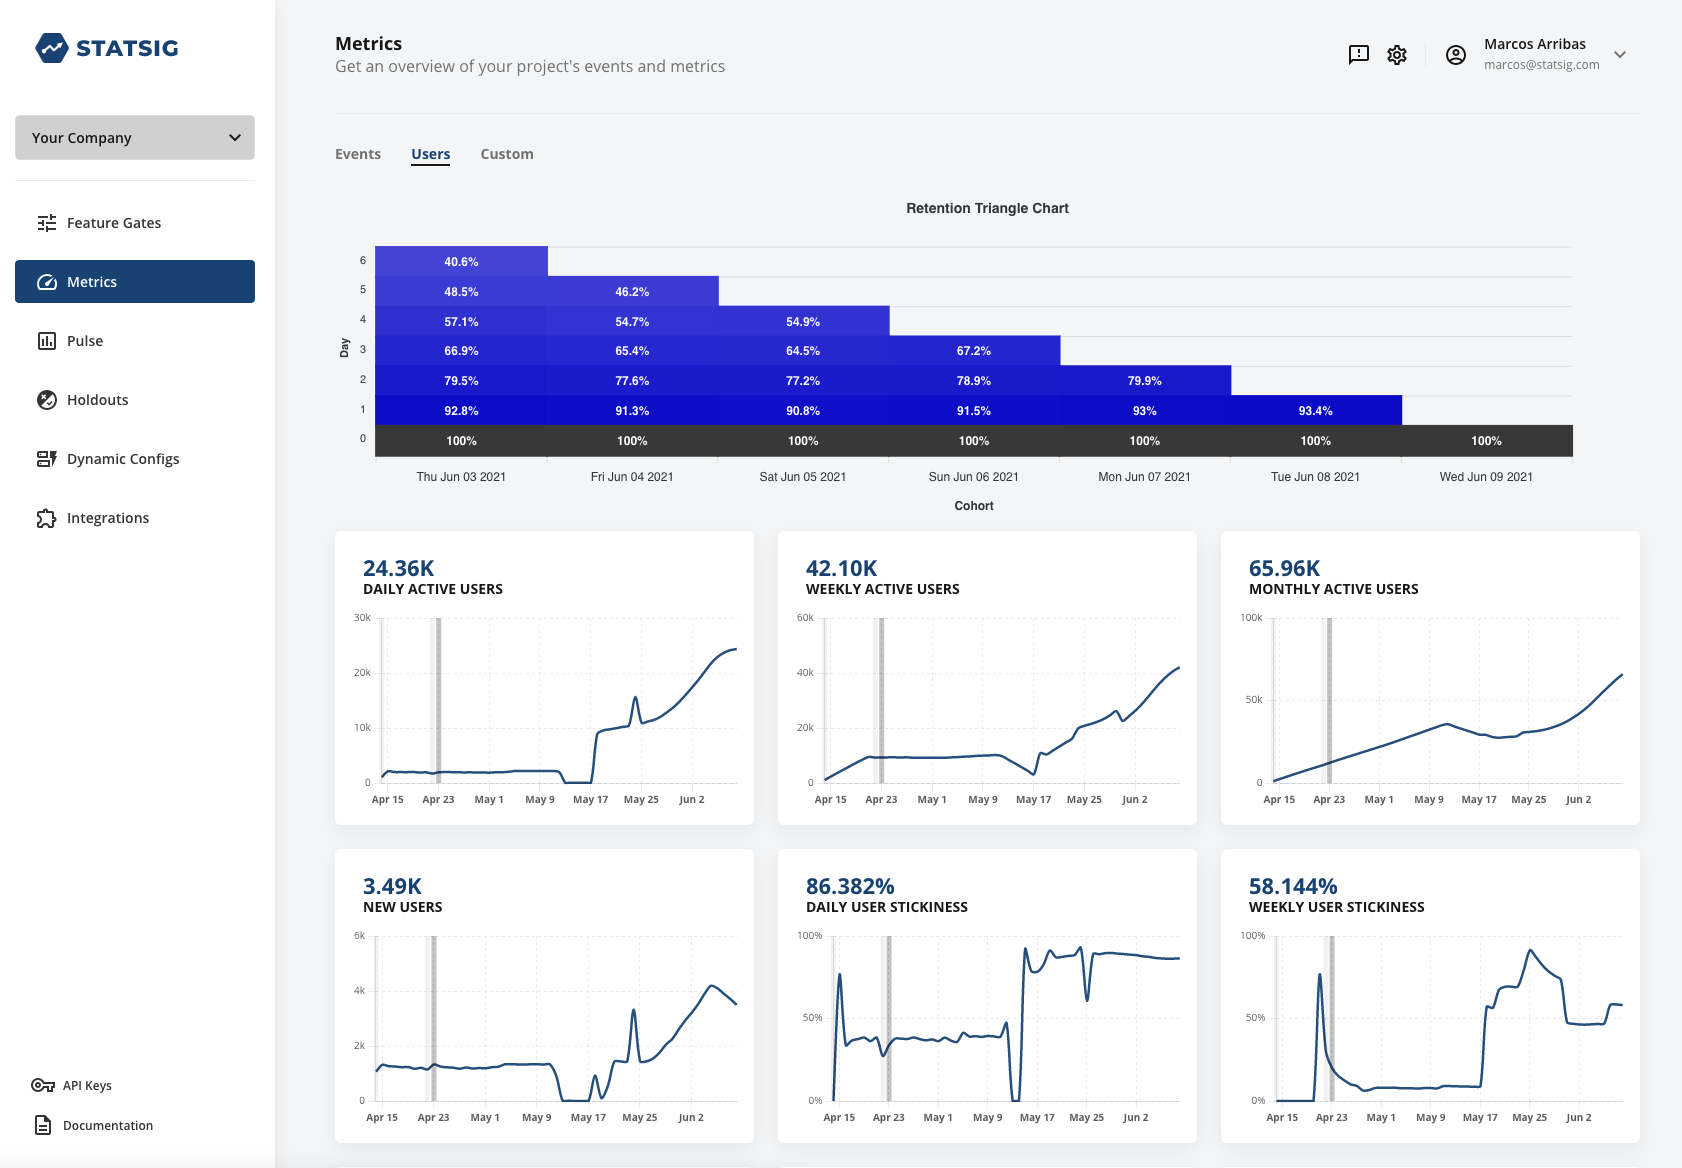 STATSIG
Your Company
Feature Gates
Metrics
Pulse
Holdouts
Dynamic Configs
Integrations
API Keys
Documentation
Metrics
Get an overview of your project's events and metrics
Marcos Arribas
marcos@statsig.com
Events Users Custom
Retention Triangle Chart
Day
6 40.6%
5 48.5% 46.2%
4 57.1% 54.7% 54.9%
3 66.9% 65.4% 64.5% 67.2%
2 79.5% 77.6% 77.2% 78.9% 79.9%
1 92.8% 91.3% 90.8% 91.5% 93% 93.4%
0 100% 100% 100% 100% 100% 100% 100%
Thu Jun 03 2021 Fri Jun 04 2021 Sat Jun 05 2021 Sun Jun 06 2021 Mon Jun 07 2021 Tue Jun 08 2021 Wed Jun 09 2021
Cohort
24.36K
DAILY ACTIVE USERS
30k
20k
10k
0
Apr 15 Apr 23 May 1 May 9 May 17 May 25 Jun 2
42.10K
WEEKLY ACTIVE USERS
60k
40k
20k
0
Apr 15 Apr 23 May 1 May 9 May 17 May 25 Jun 2
65.96K
MONTHLY ACTIVE USERS
100k
50k
0
Apr 15 Apr 23 May 1 May 9 May 17 May 25 Jun 2
3.49K
NEW USERS
6k
4k
2k
0
Apr 15 Apr 23 May 1 May 9 May 17 May 25 Jun 2
86.382%
DAILY USER STICKINESS
100%
50%
0%
Apr 15 Apr 23 May 1 May 9 May 17 May 25 Jun 2
58.144%
WEEKLY USER STICKINESS
100%
50%
0%
Apr 15 Apr 23 May 1 May 9 May 17 May 25 Jun 2